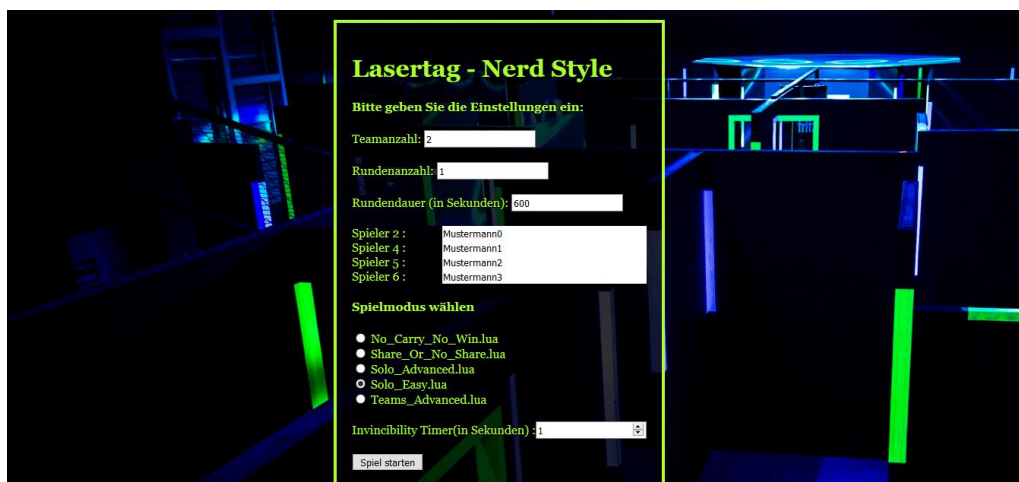 Lasertag - Nerd Style
Bitte geben Sie die Einstellungen ein:
Teamanzahl: 2
Rundenanzahl: 1
Rundendauer (in Sekunden): 600
Spieler 2 : Mustermann0
Spieler 4 : Mustermann1
Spieler 5 : Mustermann2
Spieler 6 : Mustermann3
Spielmodus wählen
No_Carry_No_Win.lua
Share_Or_No_Share.lua
Solo_Advanced.lua
Solo_Easy.lua
Teams_Advanced.lua
Invincibility Timer(in Sekunden) : 1
Spiel starten